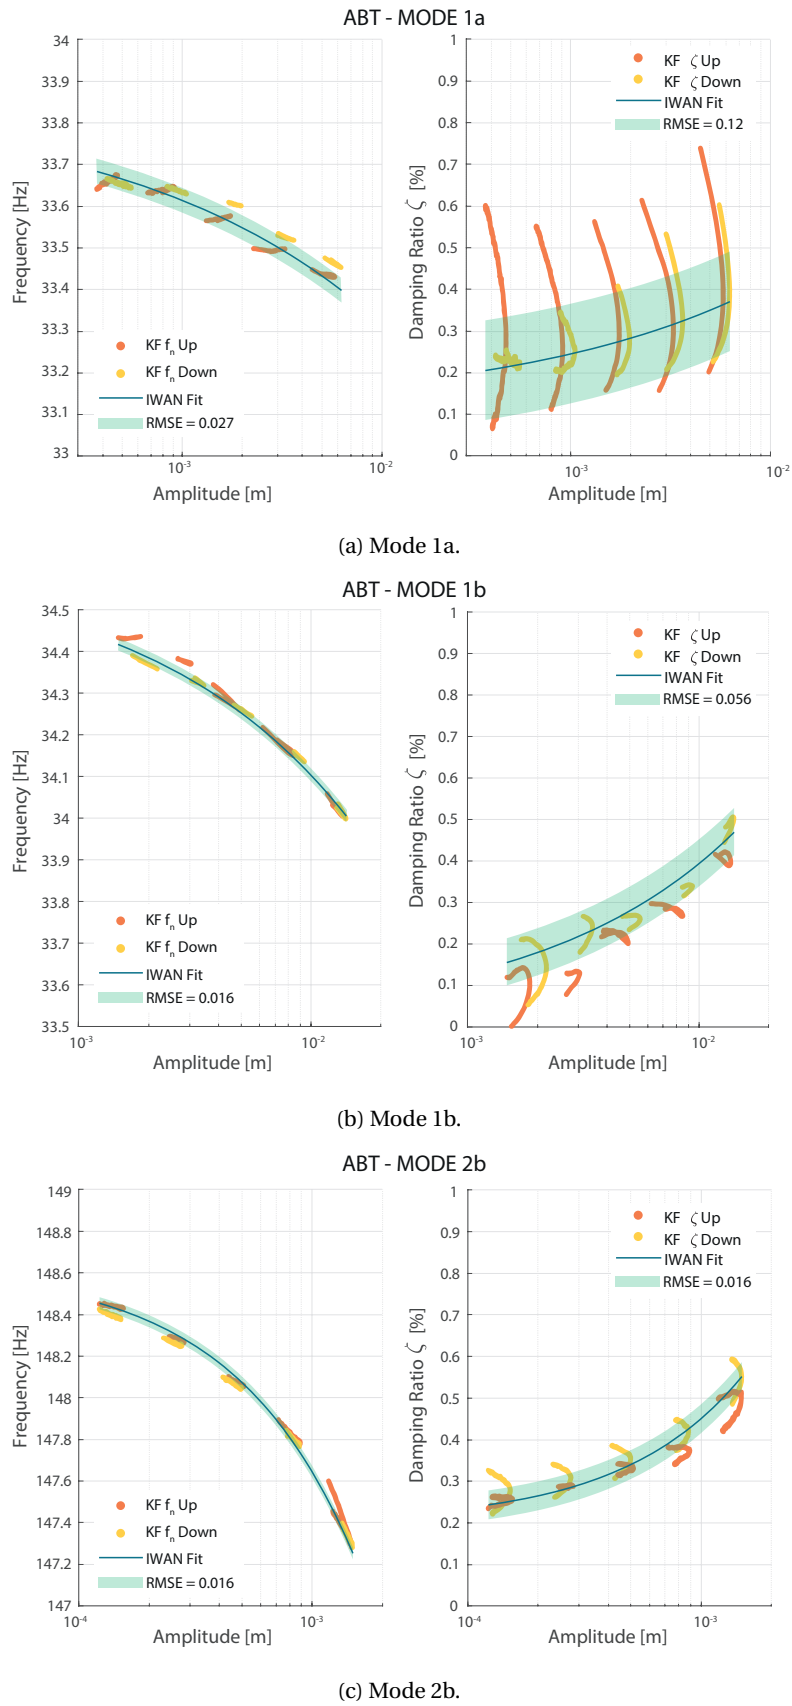 ABT - MODE 1a
34
33.9
33.8
33.7
33.6
33.5
33.4
33.3
33.2
33.1
33
Frequency [Hz]
KF fn Up
KF fn Down
IWAN Fit
RMSE = 0.027
10-3
10-2
Amplitude [m]
1
0.9
0.8
0.7
0.6
0.5
0.4
0.3
0.2
0.1
0
Damping Ratio ζ [%]
KF ζ Up
KF ζ Down
IWAN Fit
RMSE = 0.12
10-3
10-2
Amplitude [m]
(a) Mode 1a.
ABT - MODE 1b
34.5
34.4
34.3
34.2
34.1
34
33.9
33.8
33.7
33.6
33.5
Frequency [Hz]
KF fn Up
KF fn Down
IWAN Fit
RMSE = 0.016
10-3
10-2
Amplitude [m]
1
0.9
0.8
0.7
0.6
0.5
0.4
0.3
0.2
0.1
0
Damping Ratio ζ [%]
KF ζ Up
KF ζ Down
IWAN Fit
RMSE = 0.056
10-3
10-2
Amplitude [m]
(b) Mode 1b.
ABT - MODE 2b
149
148.8
148.6
148.4
148.2
148
147.8
147.6
147.4
147.2
147
Frequency [Hz]
KF fn Up
KF fn Down
IWAN Fit
RMSE = 0.016
10-4
10-3
Amplitude [m]
1
0.9
0.8
0.7
0.6
0.5
0.4
0.3
0.2
0.1
0
Damping Ratio ζ [%]
KF ζ Up
KF ζ Down
IWAN Fit
RMSE = 0.016
10-4
10-3
Amplitude [m]
(c) Mode 2b.